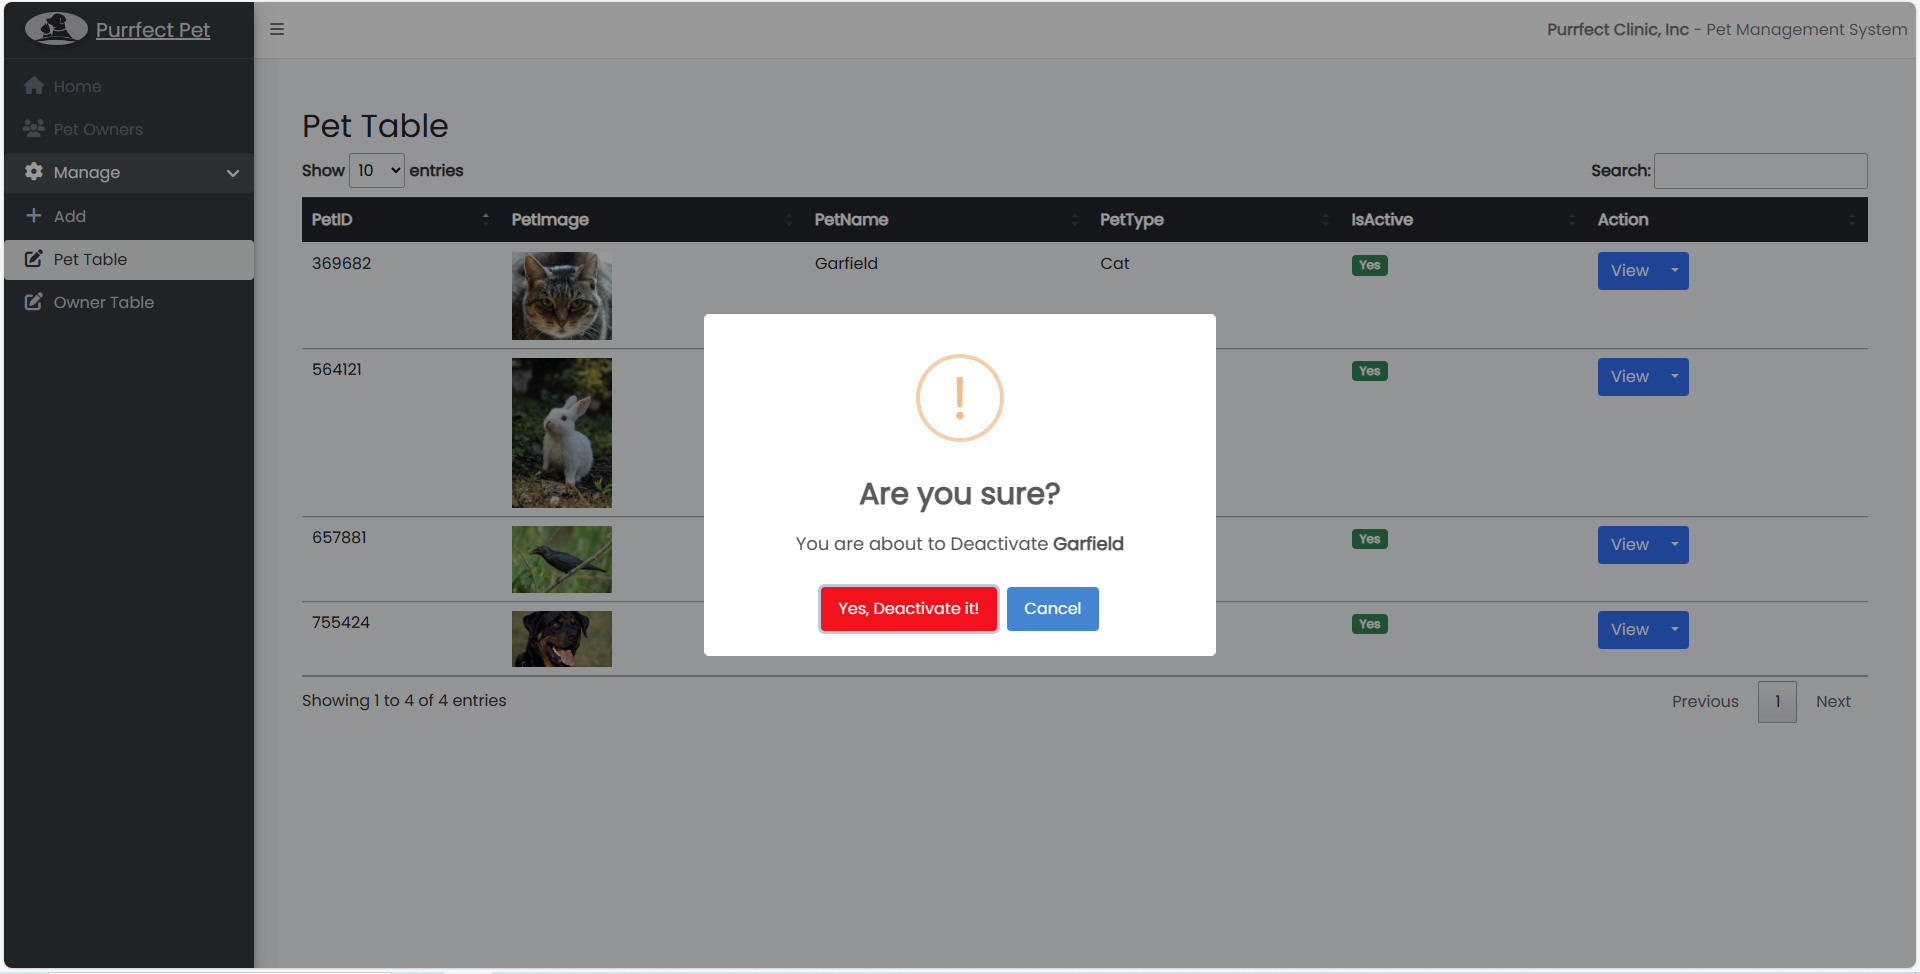 Purrfect Pet
Purrfect Clinic, Inc - Pet Management System
Home
Pet Owners
Manage
Add
Pet Table
Owner Table
Pet Table
Show 10 entries
Search:
PetID PetImage PetName PetType IsActive Action
369682 Garfield Cat Yes View
564121 Yes View
657881 Yes View
755424 Yes View
!
Are you sure?
You are about to Deactivate Garfield
Yes, Deactivate it! Cancel
Showing 1 to 4 of 4 entries
Previous 1 Next